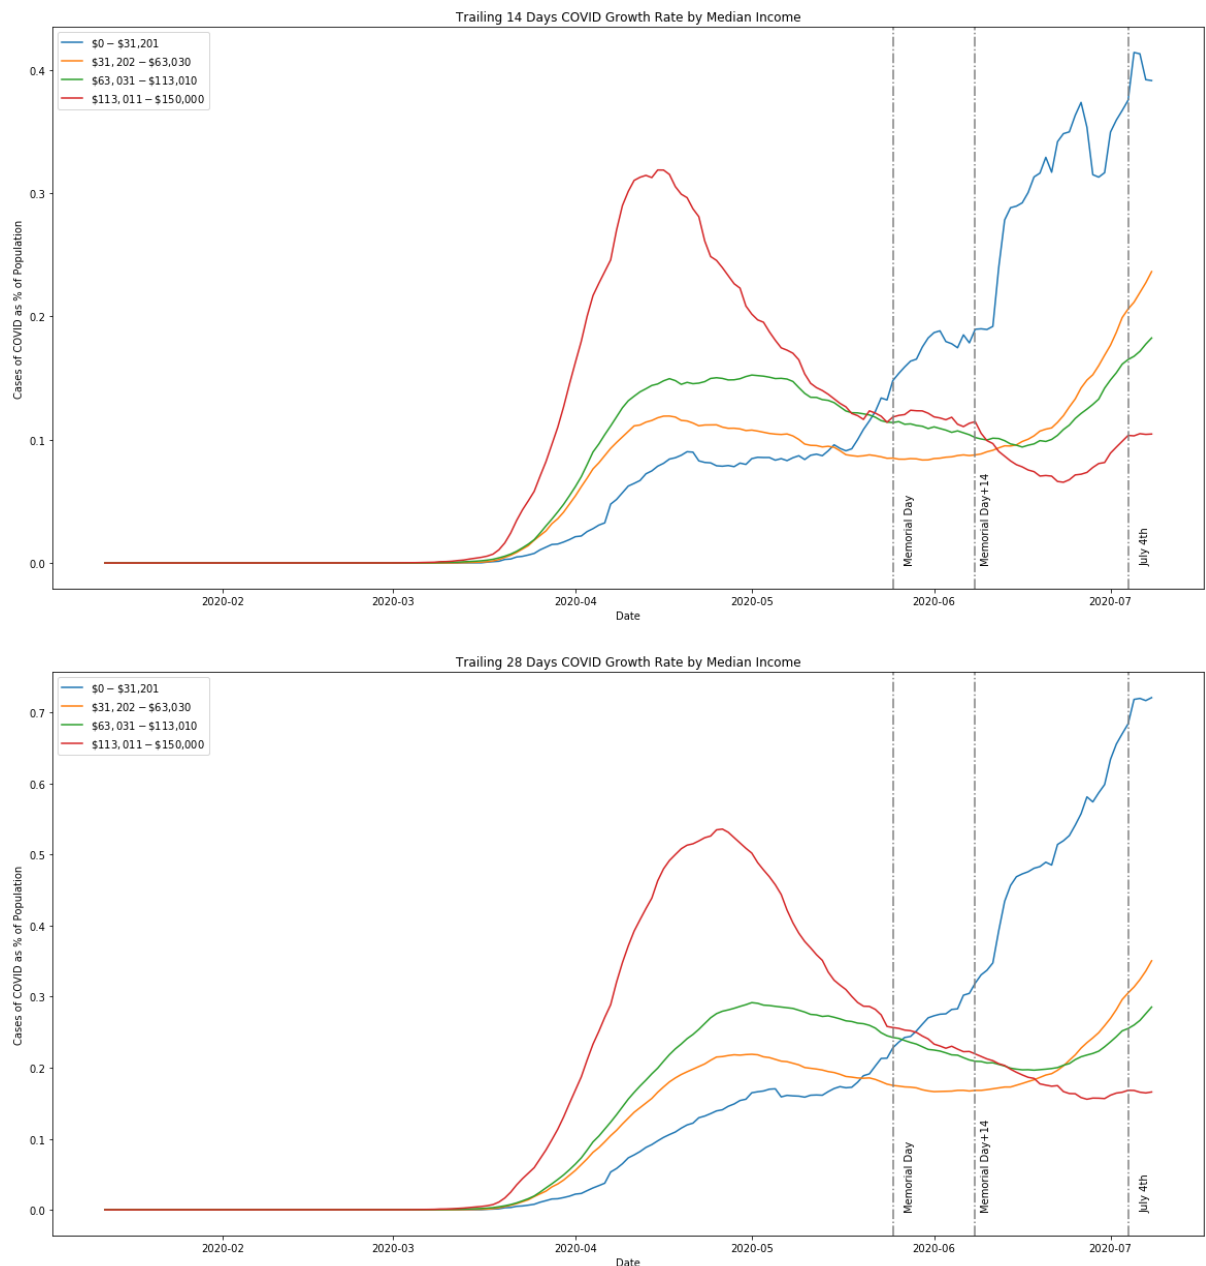 Trailing 14 Days COVID Growth Rate by Median Income
$0 - $31,201
$31,202 - $63,030
$63,031 - $113,010
$113,011 - $150,000
Cases of COVID as % of Population
0.4
0.3
0.2
0.1
0.0
Memorial Day
Memorial Day+14
July 4th
2020-02
2020-03
2020-04
2020-05
2020-06
2020-07
Date
Trailing 28 Days COVID Growth Rate by Median Income
$0 - $31,201
$31,202 - $63,030
$63,031 - $113,010
$113,011 - $150,000
Cases of COVID as % of Population
0.7
0.6
0.5
0.4
0.3
0.2
0.1
0.0
Memorial Day
Memorial Day+14
July 4th
2020-02
2020-03
2020-04
2020-05
2020-06
2020-07
Date